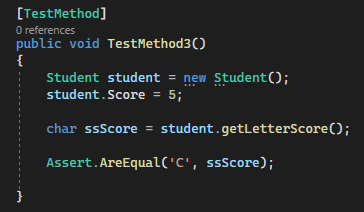 [TestMethod]
0 references
public void TestMethod3()
{
Student student = new Student();
student.Score = 5;
char ssScore = student.getLetterScore();
Assert.AreEqual('C', ssScore);
}